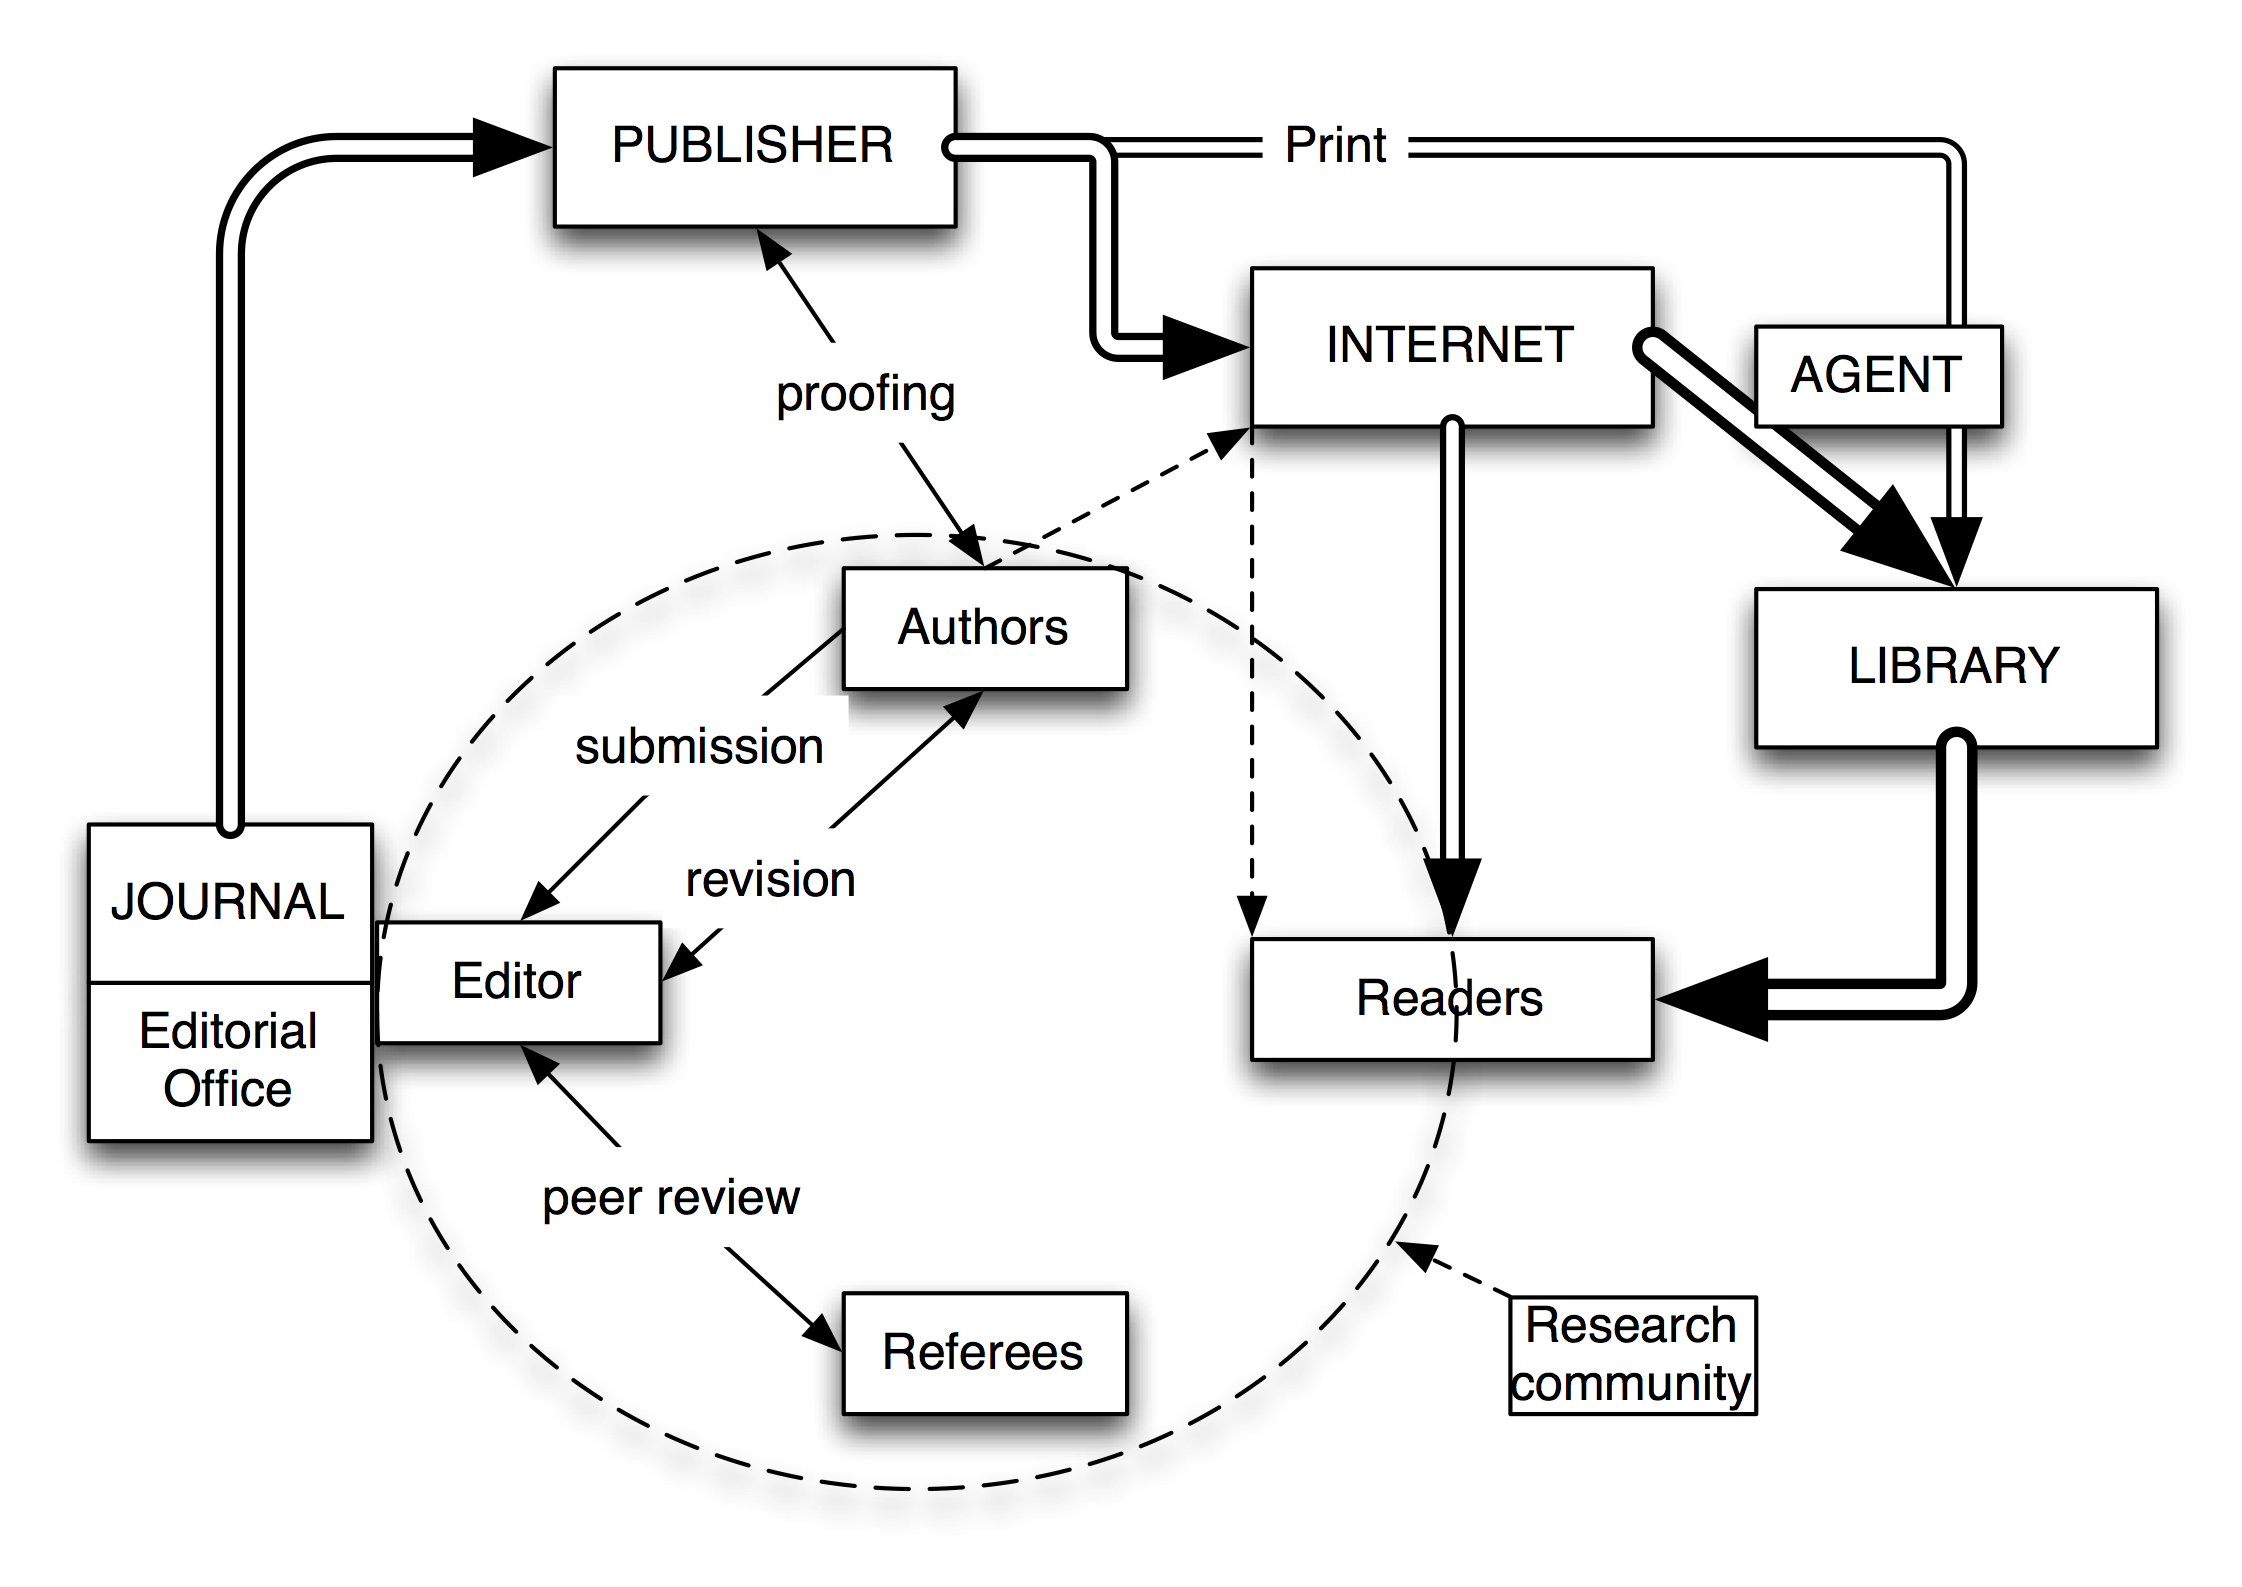 PUBLISHER
Print
INTERNET
AGENT
proofing
Authors
LIBRARY
submission
revision
JOURNAL
Editor
Readers
Editorial
Office
peer review
Referees
Research
community